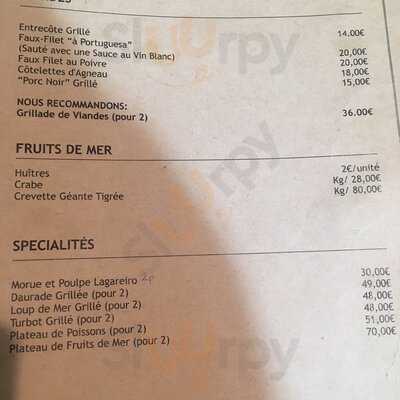 Entrecôte Grillé 14.00€
Faux-Filet "à Portuguesa"
(Sauté avec une Sauce au Vin Blanc) 20,00€
Faux Filet au Poivre 20,00€
Côtelettes d'Agneau 18,00€
"Porc Noir" Grillé 15,00€
NOUS RECOMMANDONS:
Grillade de Viandes (pour 2) 36.00€
FRUITS DE MER
Huîtres 2€/unité
Crabe Kg/ 28,00€
Crevette Géante Tigrée Kg/ 80,00€
SPECIALITÉS
Morue et Poulpe Lagareiro 2p 30,00€
Daurade Grillée (pour 2) 49,00€
Loup de Mer Grillé (pour 2) 48,00€
Turbot Grillé (pour 2) 48,00€
Plateau de Poissons (pour 2) 51,00€
Plateau de Fruits de Mer (pour 2) 70,00€